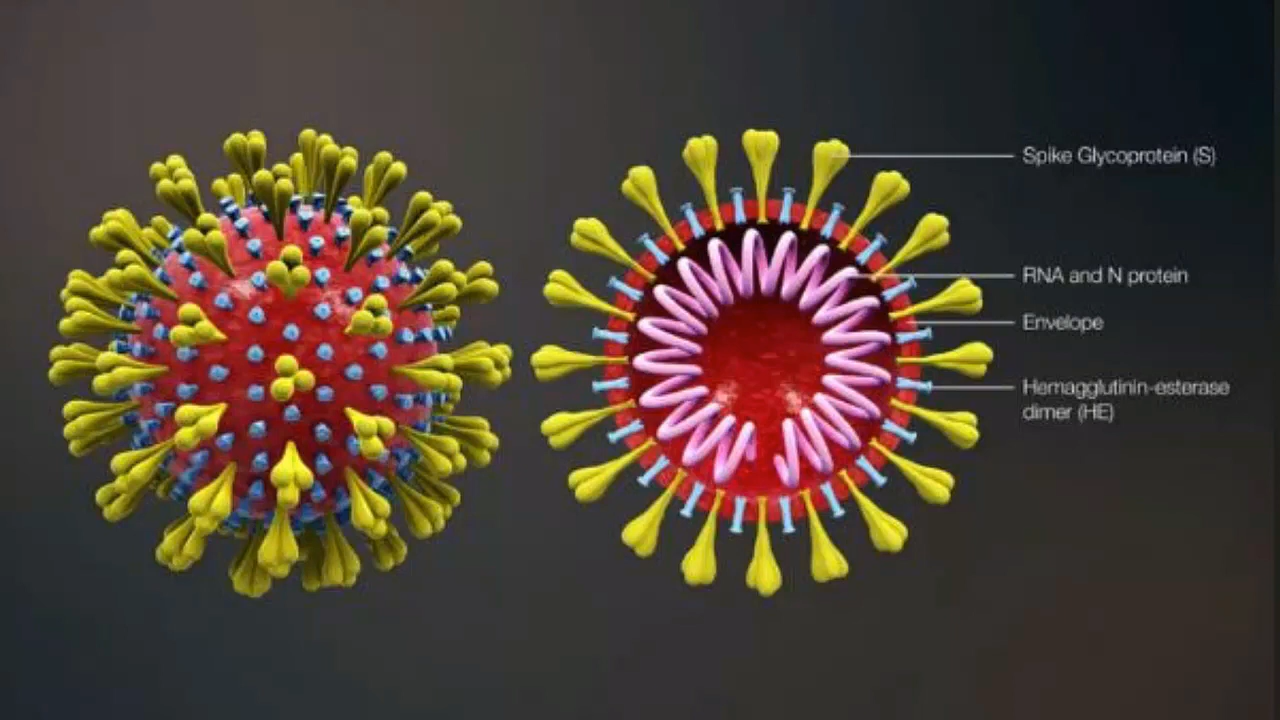 Spike Glycoprotein (S)
RNA and N protein
Envelope
Hemagglutinin-esterase
dimer (HE)